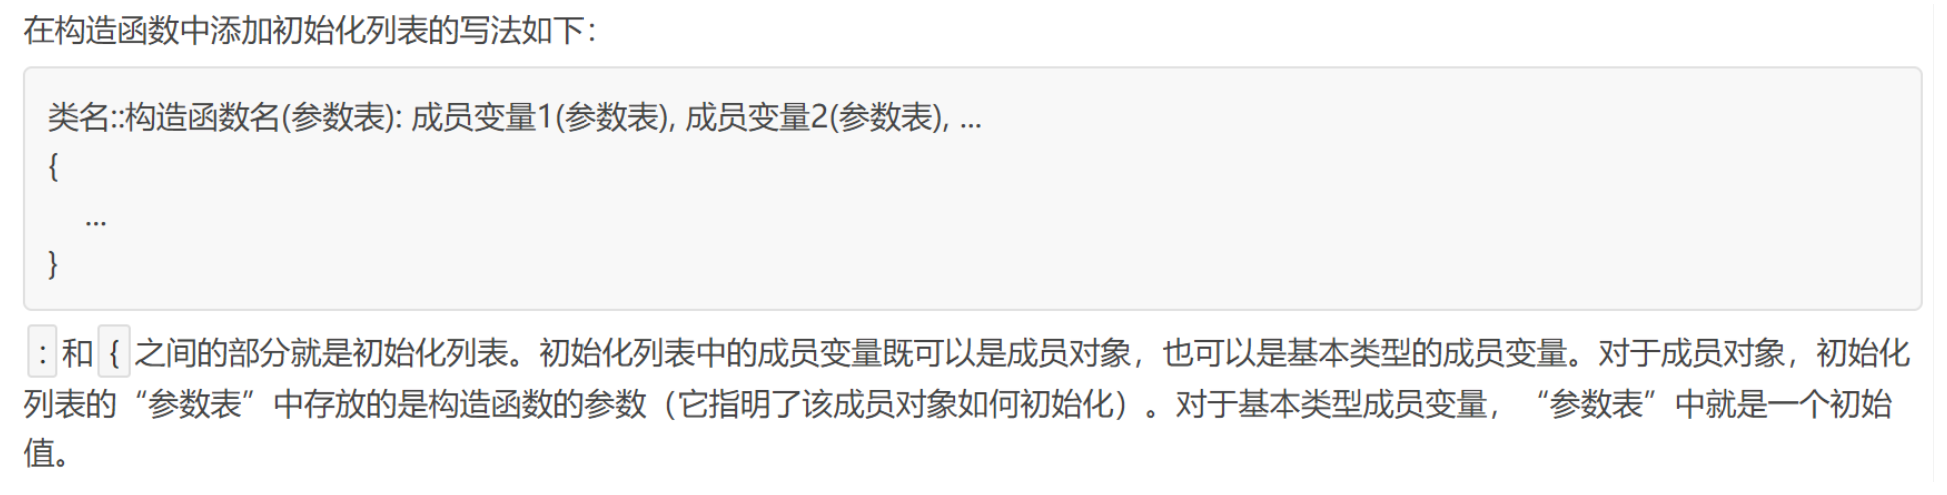 在构造函数中添加初始化列表的写法如下：
类名::构造函数名(参数表): 成员变量1(参数表), 成员变量2(参数表), ...
{
...
}
: 和 { 之间的部分就是初始化列表。初始化列表中的成员变量既可以是成员对象，也可以是基本类型的成员变量。对于成员对象，初始化
列表的“参数表”中存放的是构造函数的参数（它指明了该成员对象如何初始化）。对于基本类型成员变量，“参数表”中就是一个初始
值。